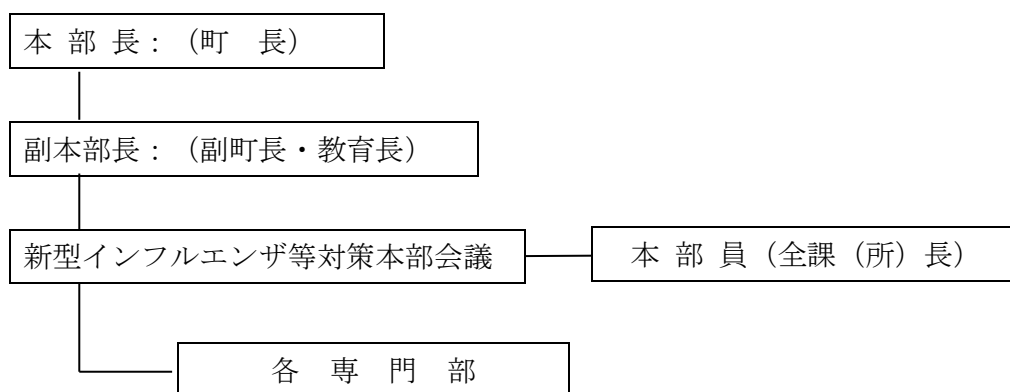 本 部 長：（町　長）
副本部長：（副町長・教育長）
新型インフルエンザ等対策本部会議
本 部 員（全課（所）長）
各　専　門　部